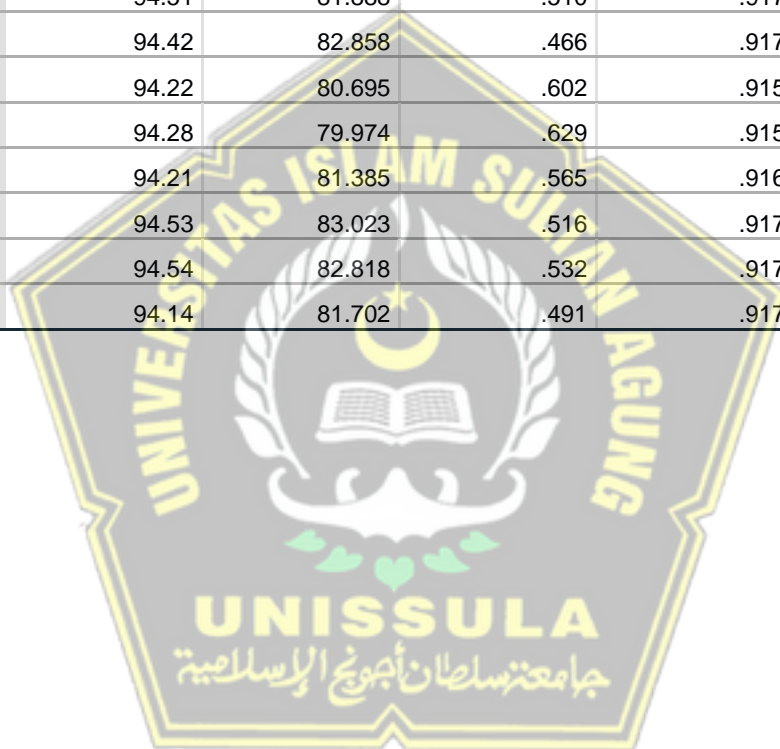 94.42 82.858 .466 .917
94.22 80.695 .602 .915
94.28 79.974 .629 .915
94.21 81.385 .565 .916
94.53 83.023 .516 .917
94.54 82.818 .532 .917
94.14 81.702 .491 .917
UNIVERSITAS ISLAM SULTAN AGUNG
UNISSULA
جامعتسلطان أجونج الإسلامية